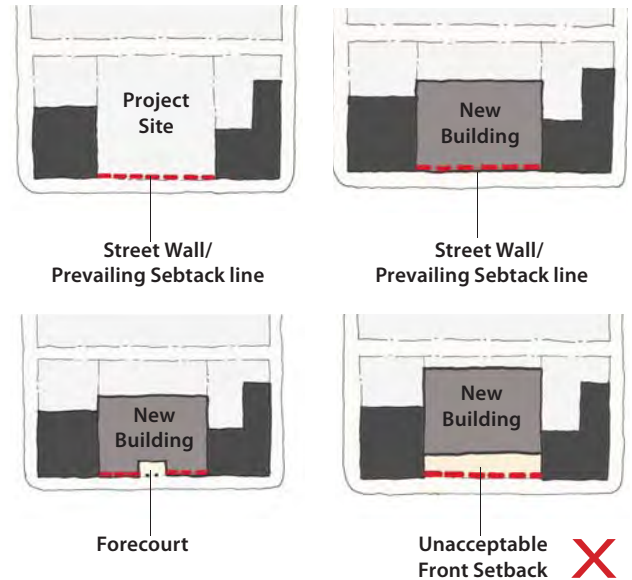 Project
Site
New
Building
Street Wall/
Prevailing Sebtack line
Street Wall/
Prevailing Sebtack line
New
Building
New
Building
Forecourt
Unacceptable
Front Setback